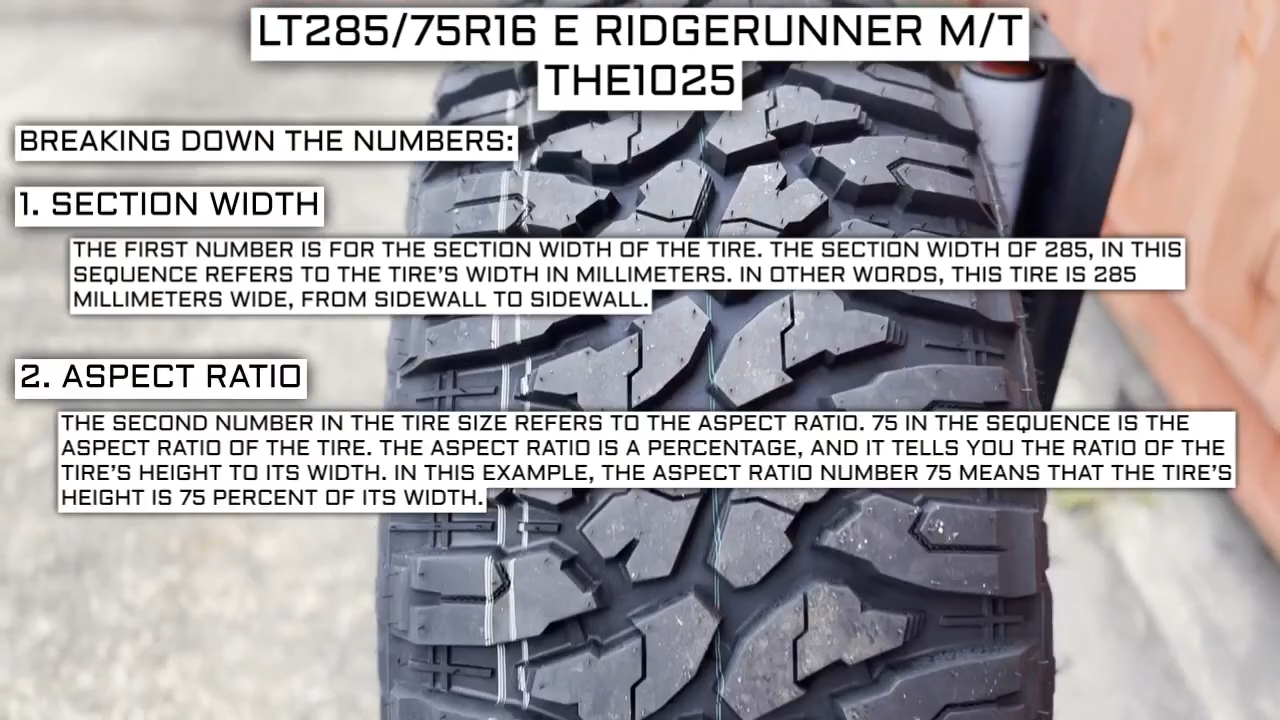 LT285/75R16 E RIDGERUNNER M/T
THE1025
BREAKING DOWN THE NUMBERS:
1. SECTION WIDTH
THE FIRST NUMBER IS FOR THE SECTION WIDTH OF THE TIRE. THE SECTION WIDTH OF 285, IN THIS
SEQUENCE REFERS TO THE TIRE'S WIDTH IN MILLIMETERS. IN OTHER WORDS, THIS TIRE IS 285
MILLIMETERS WIDE, FROM SIDEWALL TO SIDEWALL.
2. ASPECT RATIO
THE SECOND NUMBER IN THE TIRE SIZE REFERS TO THE ASPECT RATIO. 75 IN THE SEQUENCE IS THE
ASPECT RATIO OF THE TIRE. THE ASPECT RATIO IS A PERCENTAGE, AND IT TELLS YOU THE RATIO OF THE
TIRE'S HEIGHT TO ITS WIDTH. IN THIS EXAMPLE, THE ASPECT RATIO NUMBER 75 MEANS THAT THE TIRE'S
HEIGHT IS 75 PERCENT OF ITS WIDTH.